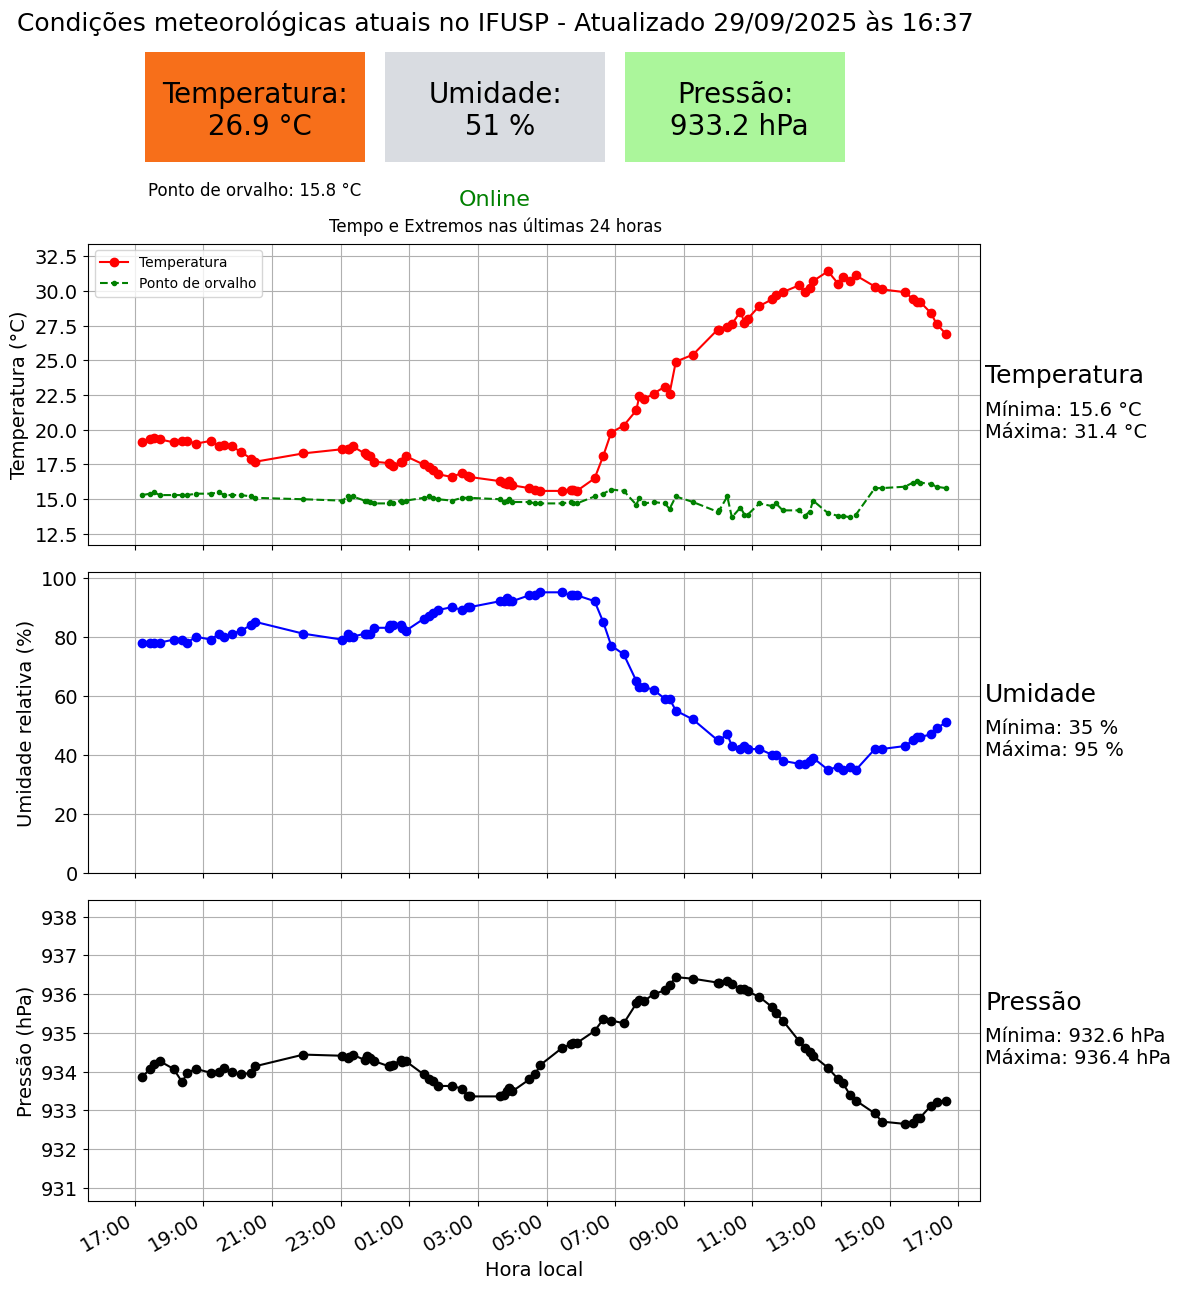 Condições meteorológicas atuais no IFUSP - Atualizado 29/09/2025 às 16:37
Temperatura:
26.9 °C
Umidade:
51 %
Pressão:
933.2 hPa
Ponto de orvalho: 15.8 °C
Online
Tempo e Extremos nas últimas 24 horas
Temperatura (°C)
32.5
30.0
27.5
25.0
22.5
20.0
17.5
15.0
12.5
Temperatura
Ponto de orvalho
Temperatura
Mínima: 15.6 °C
Máxima: 31.4 °C
Umidade relativa (%)
100
80
60
40
20
0
Umidade
Mínima: 35 %
Máxima: 95 %
Pressão (hPa)
938
937
936
935
934
933
932
931
Pressão
Mínima: 932.6 hPa
Máxima: 936.4 hPa
17:00
19:00
21:00
23:00
01:00
03:00
05:00
07:00
09:00
11:00
13:00
15:00
17:00
Hora local